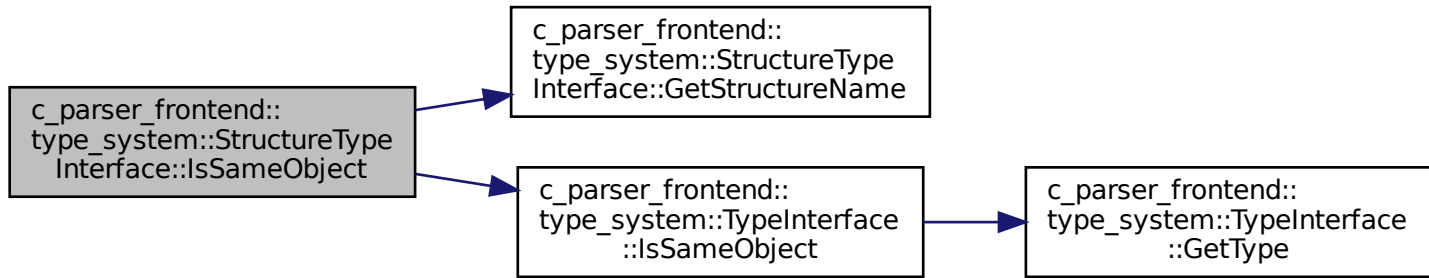 c_parser_frontend::
type_system::StructureType
Interface::IsSameObject
c_parser_frontend::
type_system::StructureType
Interface::GetStructureName
c_parser_frontend::
type_system::TypeInterface
::IsSameObject
c_parser_frontend::
type_system::TypeInterface
::GetType